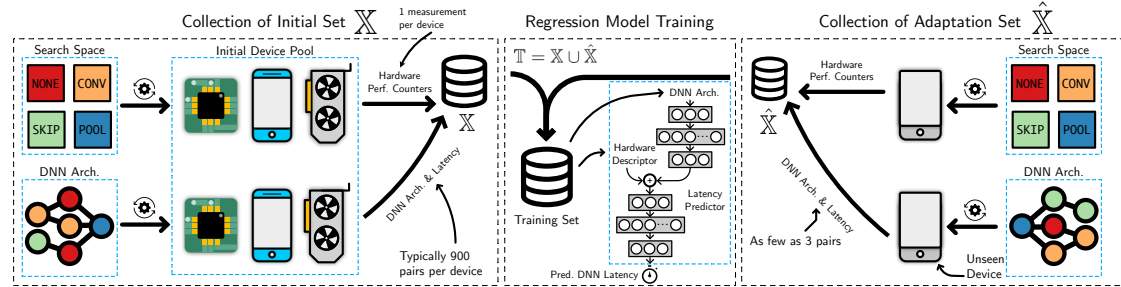 Collection of Initial Set 𝕏
1 measurement
per device
Search Space
NONE
CONV
SKIP
POOL
Initial Device Pool
Hardware
Perf. Counters
𝕏
DNN Arch.
DNN Arch. & Latency
Typically 900
pairs per device
Regression Model Training
𝕋 = 𝕏 ∪ 𝕏̂
DNN Arch.
Hardware
Descriptor
+
Latency
Predictor
Training Set
Pred. DNN Latency
Collection of Adaptation Set 𝕏̂
Search Space
Hardware
Perf. Counters
𝕏̂
NONE
CONV
SKIP
POOL
DNN Arch.
DNN Arch. & Latency
As few as 3 pairs
Unseen
Device